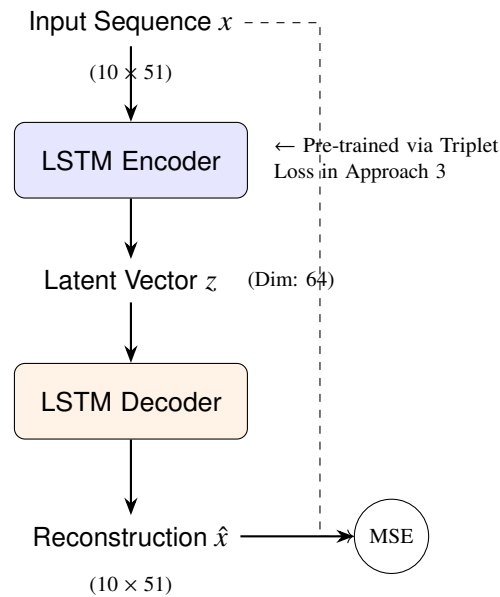 Input Sequence x
(10 × 51)
LSTM Encoder
← Pre-trained via Triplet
Loss in Approach 3
Latent Vector z (Dim: 64)
LSTM Decoder
Reconstruction x̂
MSE
(10 × 51)